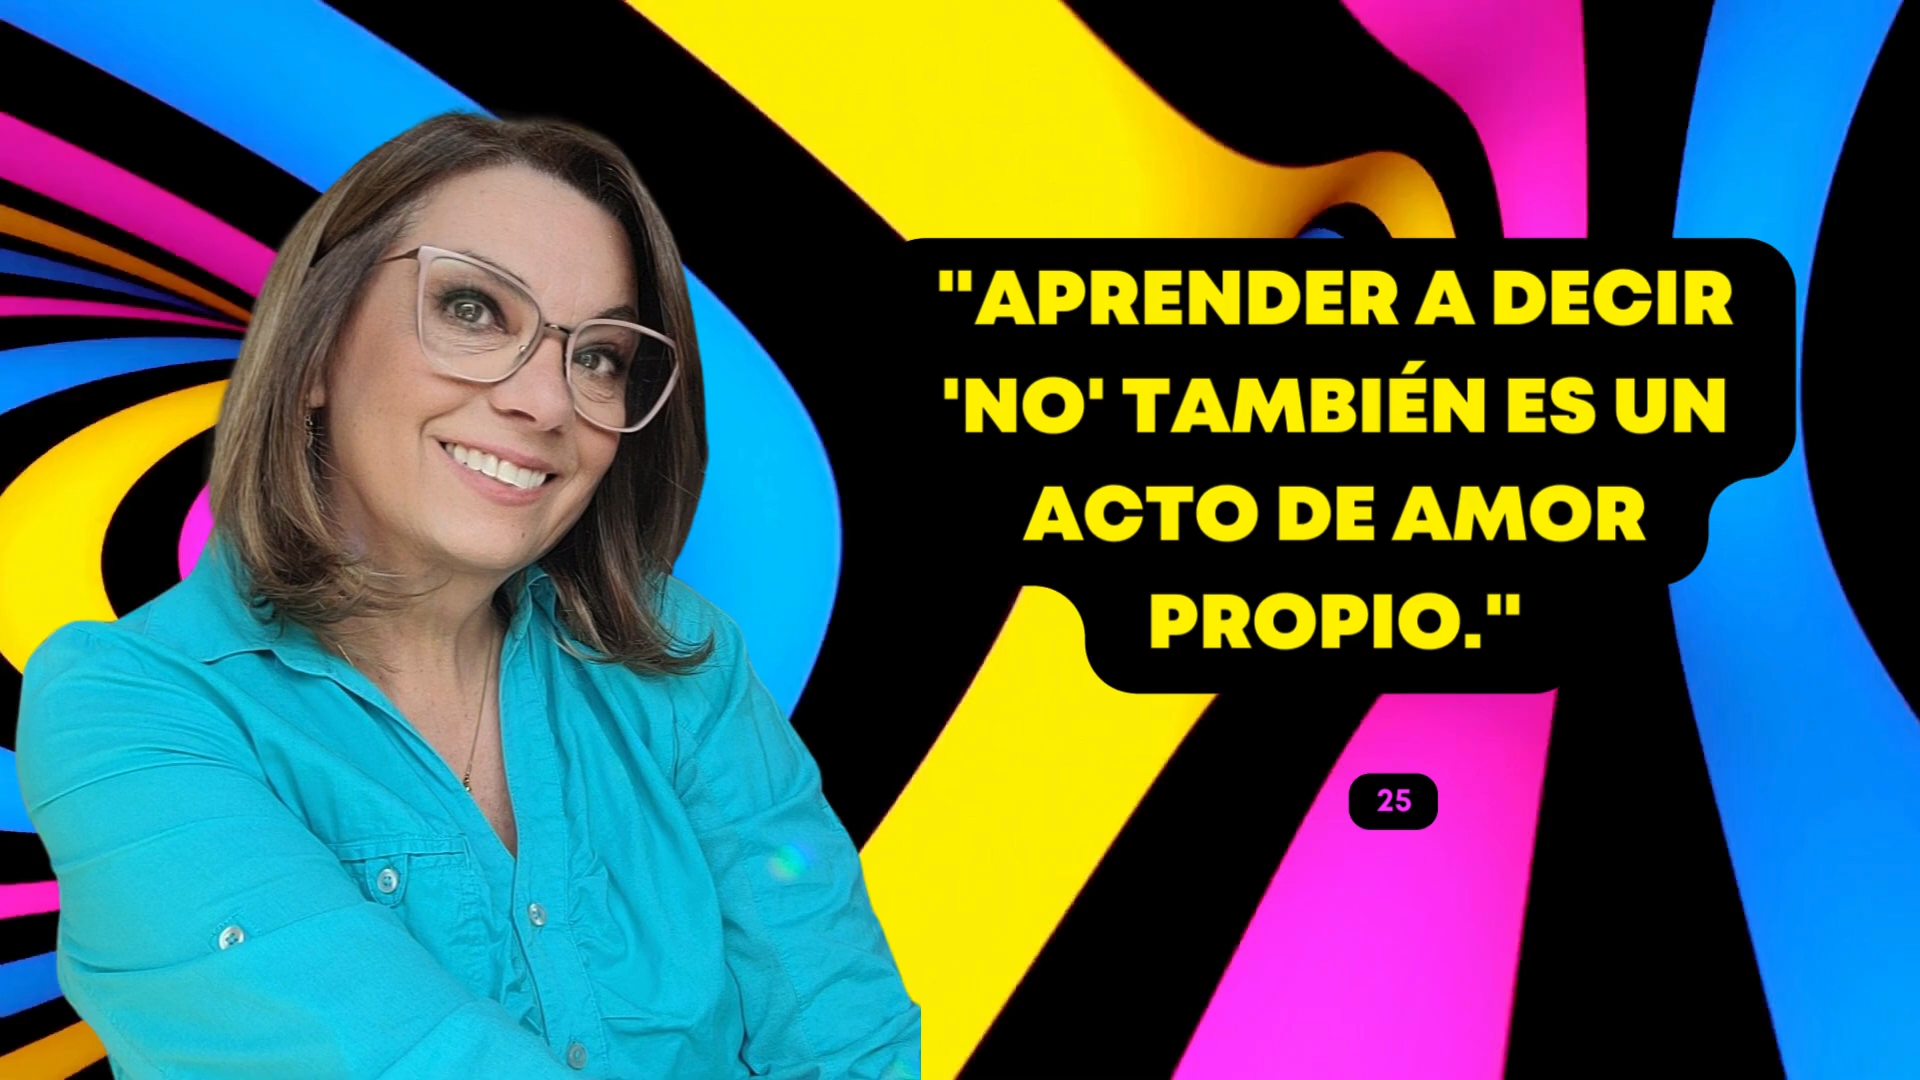 "APRENDER A DECIR
'NO' TAMBIÉN ES UN
ACTO DE AMOR
PROPIO."
25